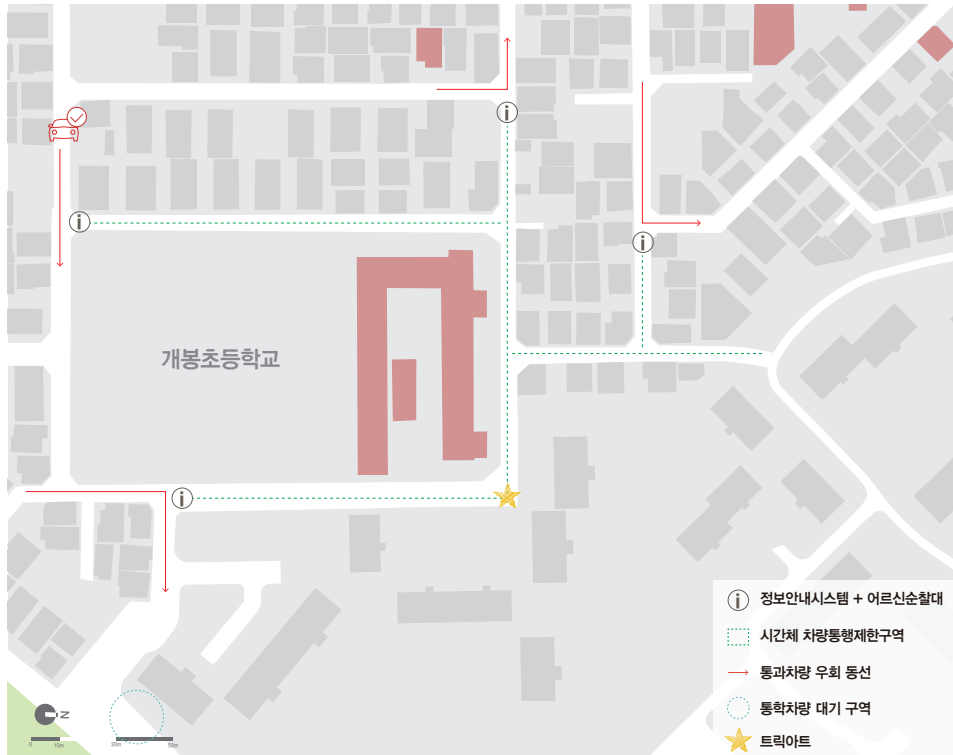 개봉초등학교
정보안내시스템 + 어르신순찰대
시간체 차량통행제한구역
통과차량 우회 동선
통학차량 대기 구역
트릭아트
N
0 10m 30m 50m